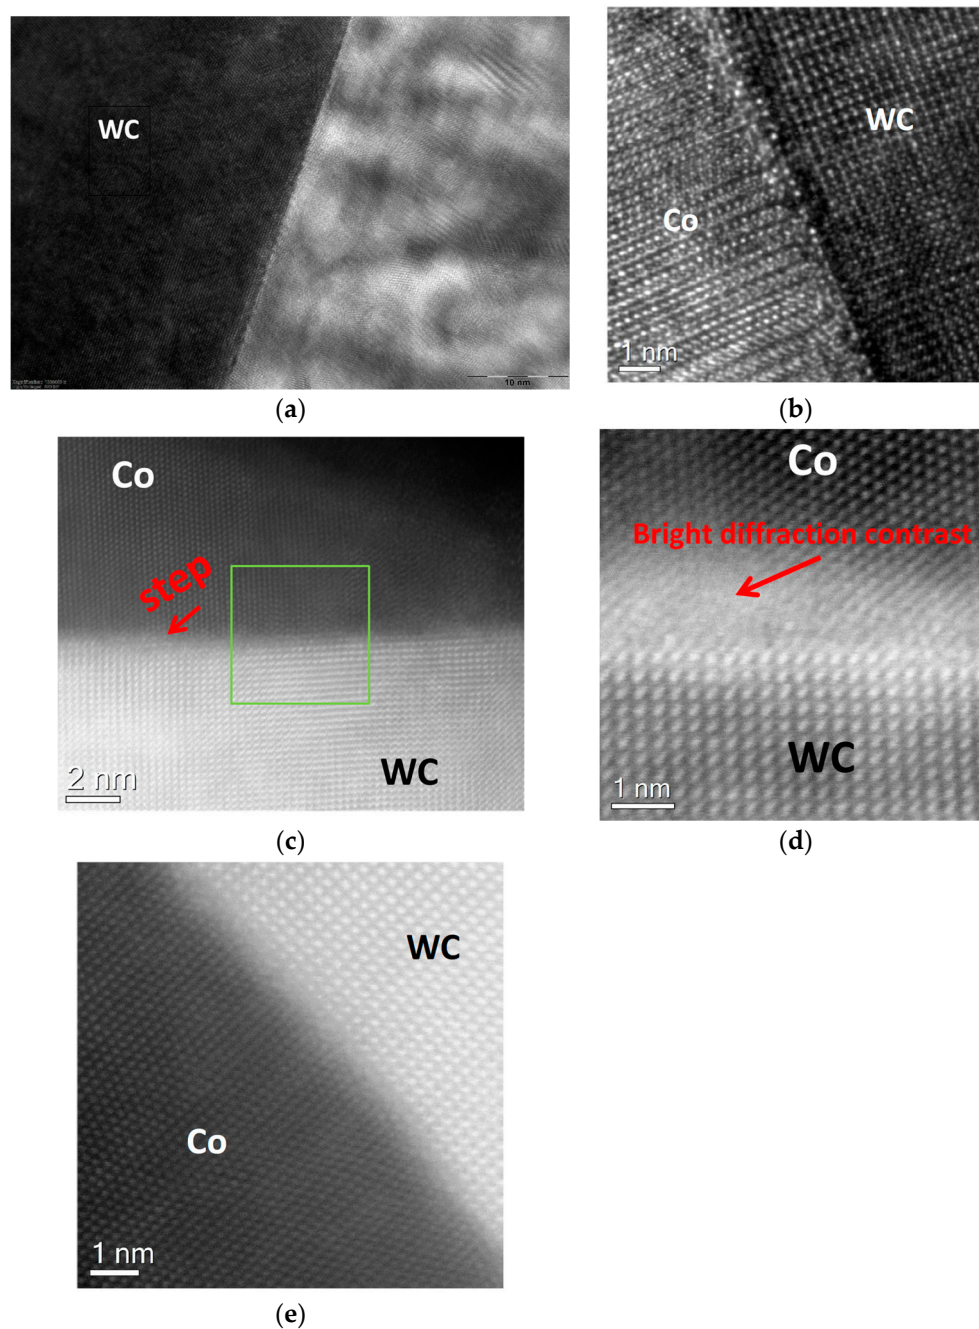 WC
10 nm
WC
Co
1 nm
(a)
(b)
Co
step
WC
2 nm
Co
Bright diffraction contrast
WC
1 nm
(c)
(d)
WC
Co
1 nm
(e)